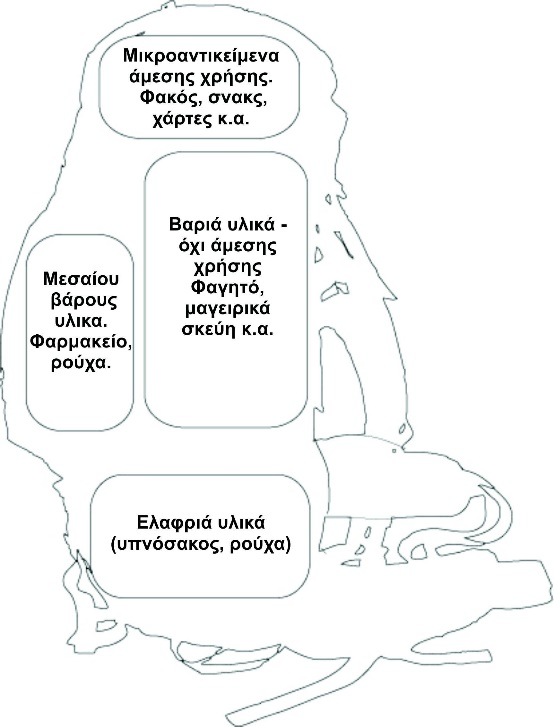 Μικροαντικείμενα
άμεσης χρήσης.
Φακός, σνακς,
χάρτες κ.α.
Βαριά υλικά -
όχι άμεσης
χρήσης
Φαγητό,
μαγειρικά
σκεύη κ.α.
Μεσαίου
βάρους
υλικα.
Φαρμακείο,
ρούχα.
Ελαφριά υλικά
(υπνόσακος, ρούχα)